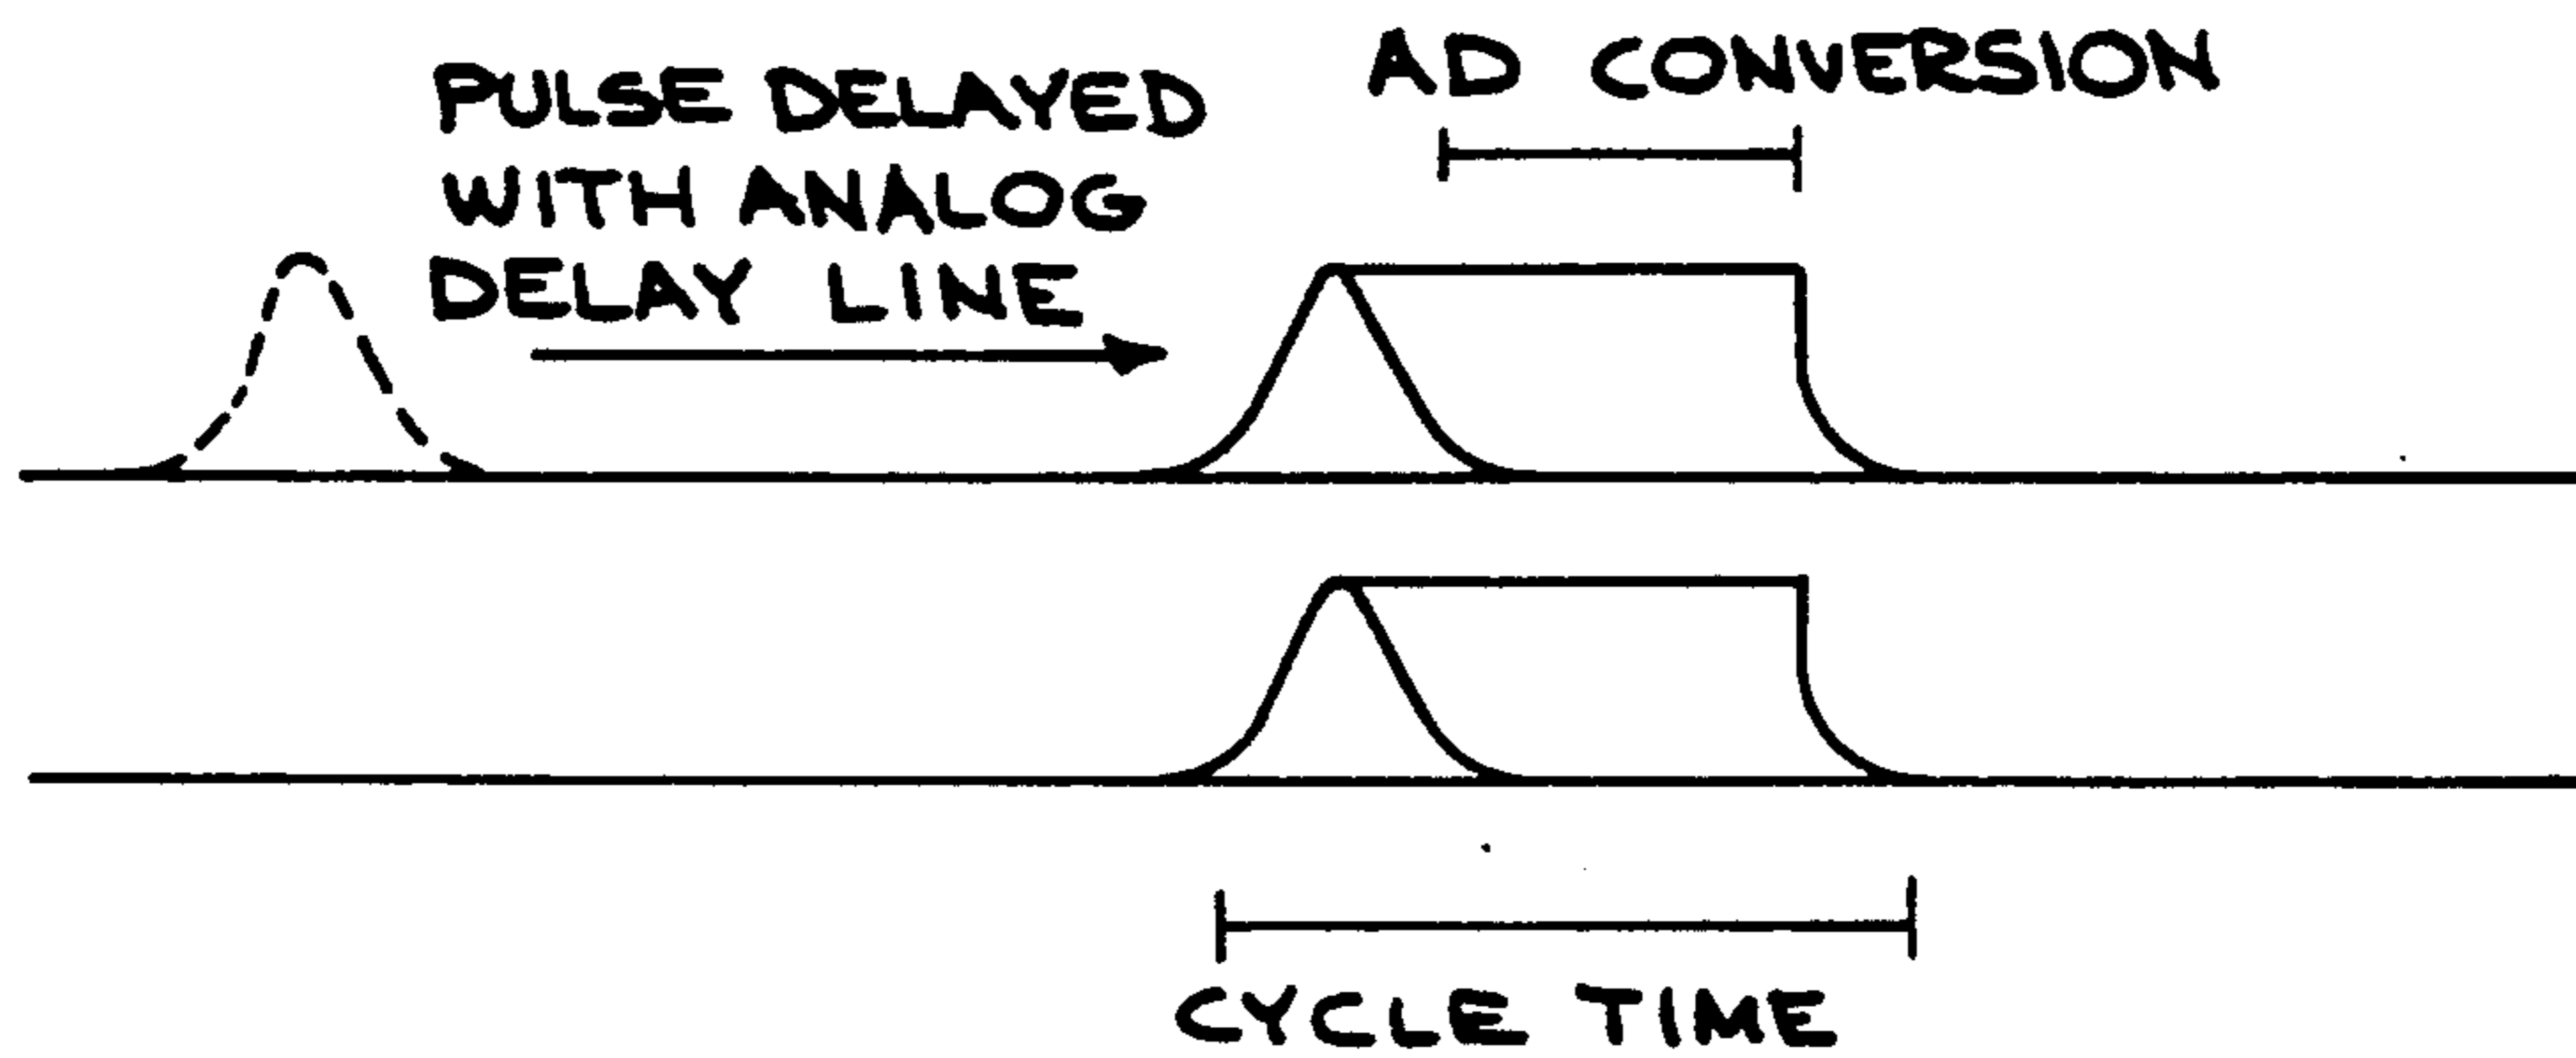 PULSE DELAYED
WITH ANALOG
DELAY LINE
AD CONVERSION
CYCLE TIME